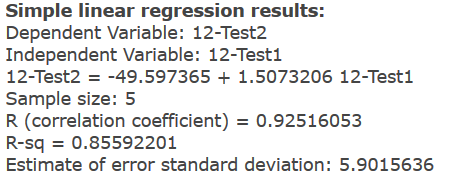 Simple linear regression results:
Dependent Variable: 12-Test2
Independent Variable: 12-Test1
12-Test2 = -49.597365 + 1.5073206 12-Test1
Sample size: 5
R (correlation coefficient) = 0.92516053
R-sq = 0.85592201
Estimate of error standard deviation: 5.9015636